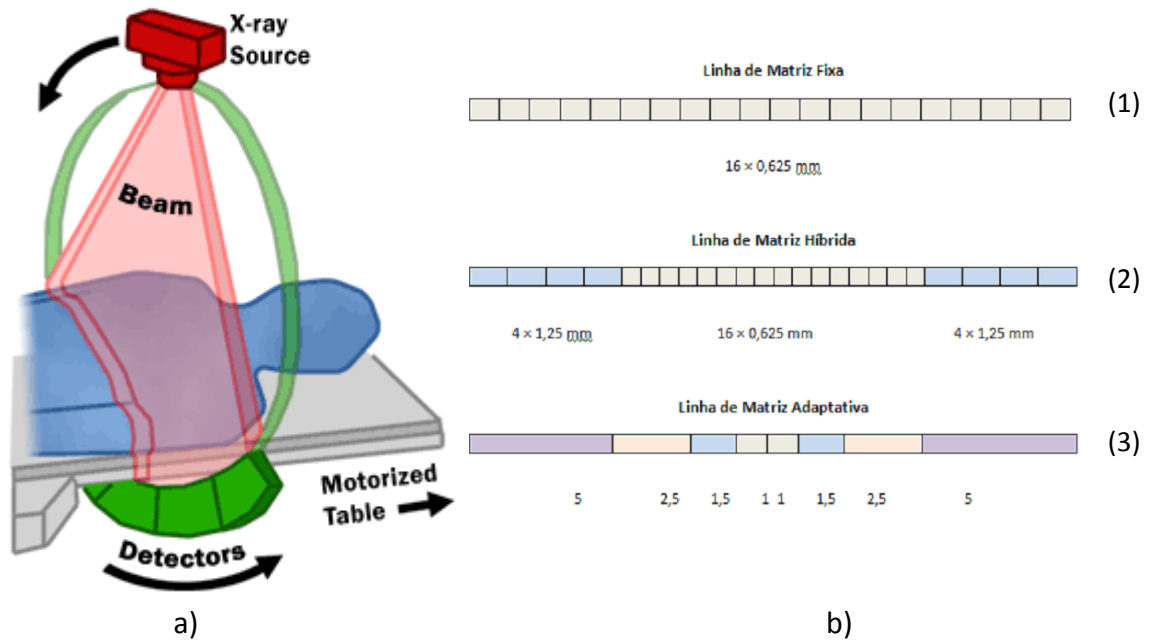 X-ray
Source
Beam
Motorized
Table
Detectors
a)
Linha de Matriz Fixa
(1)
16 × 0,625 mm
Linha de Matriz Híbrida
(2)
4 × 1,25 mm 16 × 0,625 mm 4 × 1,25 mm
Linha de Matriz Adaptativa
(3)
5 2,5 1,5 1 1 1,5 2,5 5
b)